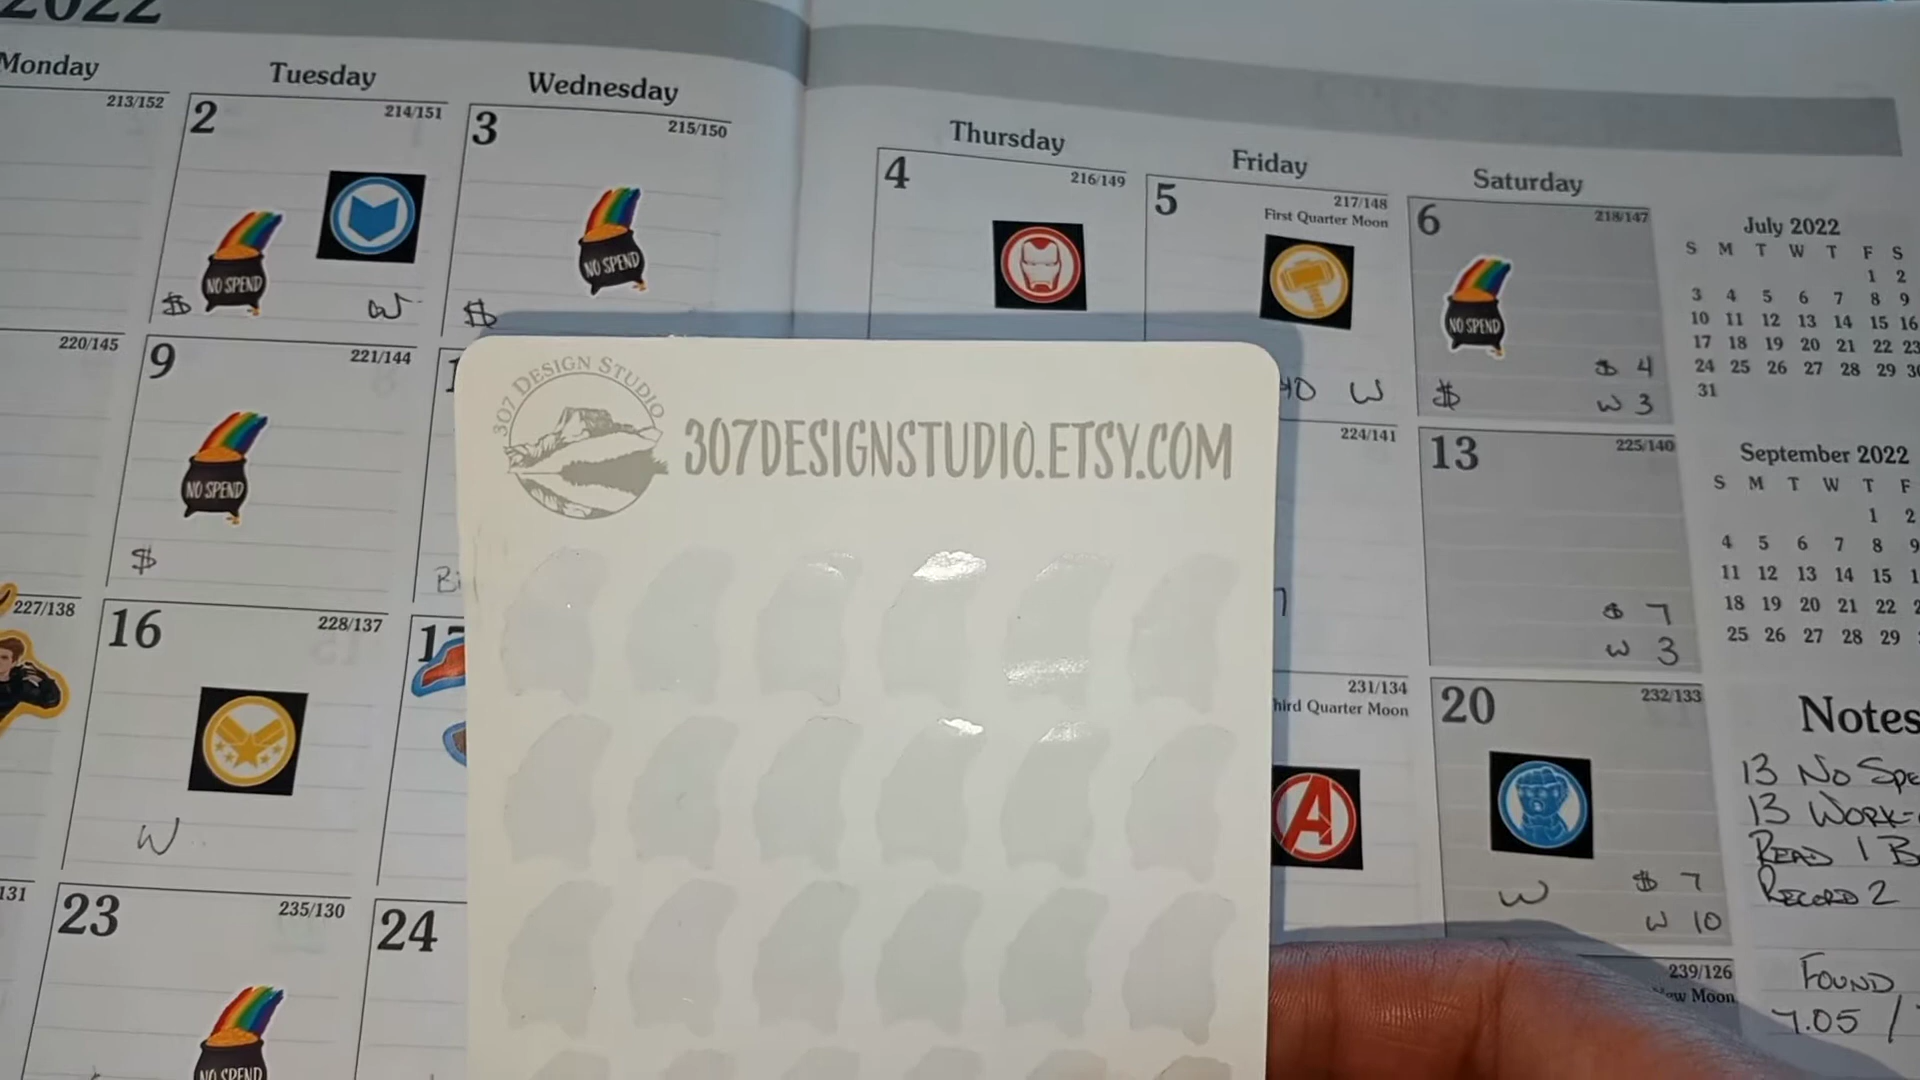 2022
Monday
Tuesday
Wednesday
Thursday
Friday
Saturday
213/152
2
214/151
NO SPEND
$
W
3
215/150
NO SPEND
$
4
216/149
5
217/148
First Quarter Moon
40 W
6
218/147
NO SPEND
$
$ 4
W 3
220/145
9
221/144
NO SPEND
$
224/141
13
225/140
$ 7
W 3
227/138
16
228/137
W
17
231/134
hird Quarter Moon
20
232/133
W
$ 7
W 10
131
23
235/130
NO SPEND
24
239/126
w Moon
307 DESIGN STUDIO
307DESIGNSTUDIO.ETSY.COM
July 2022
S M T W T F S
1 2
3 4 5 6 7 8 9
10 11 12 13 14 15 16
17 18 19 20 21 22 23
24 25 26 27 28 29 30
31
September 2022
S M T W T F
1 2
4 5 6 7 8 9
11 12 13 14 15 1
18 19 20 21 22 2
25 26 27 28 29
Notes
13 No Spe
13 Work-
Read 1 B
Record 2
Found
7.05 /